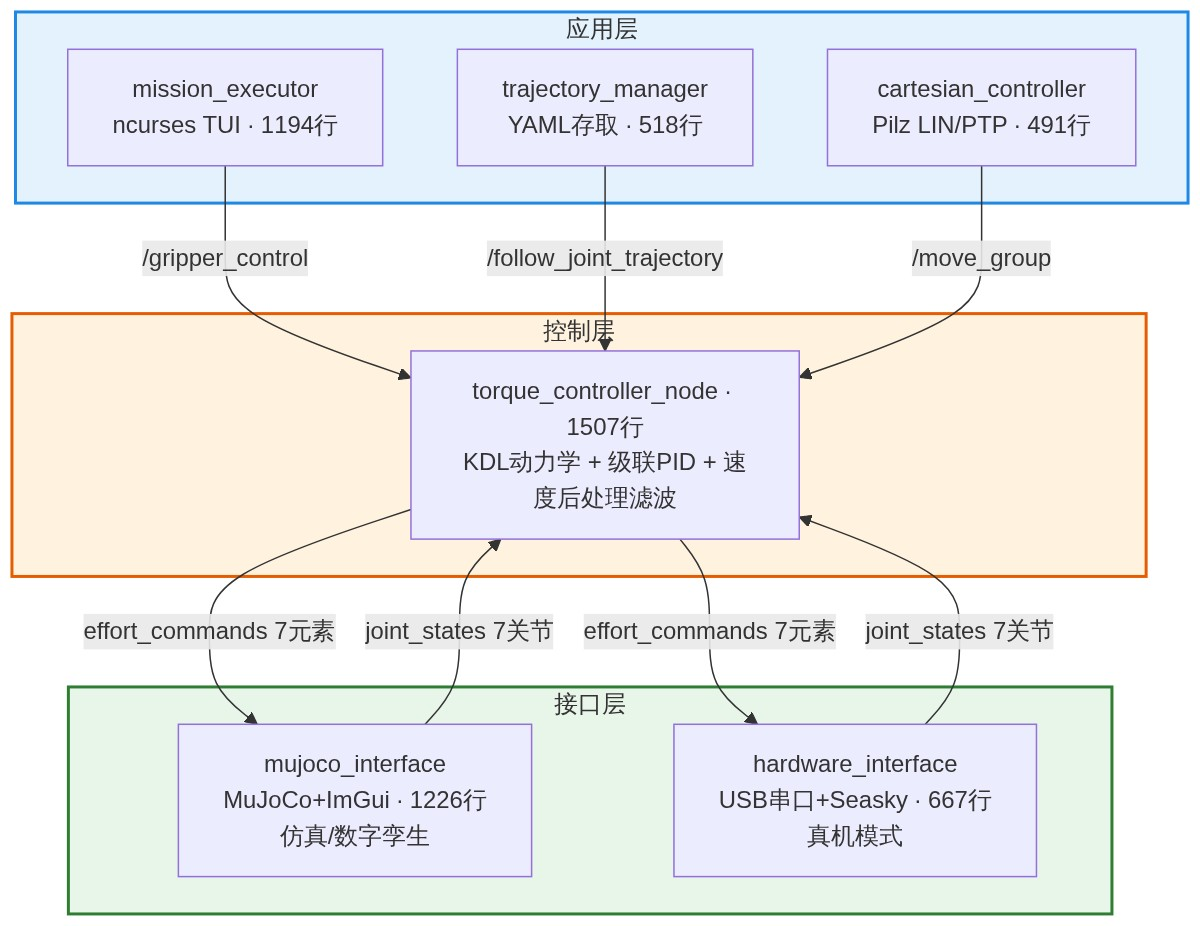 应用层
mission_executor
ncurses TUI · 1194行
trajectory_manager
YAML存取 · 518行
cartesian_controller
Pilz LIN/PTP · 491行
/gripper_control
/follow_joint_trajectory
/move_group
控制层
torque_controller_node ·
1507行
KDL动力学 + 级联PID + 速
度后处理滤波
effort_commands 7元素
joint_states 7关节
effort_commands 7元素
joint_states 7关节
接口层
mujoco_interface
MuJoCo+ImGui · 1226行
仿真/数字孪生
hardware_interface
USB串口+Seasky · 667行
真机模式